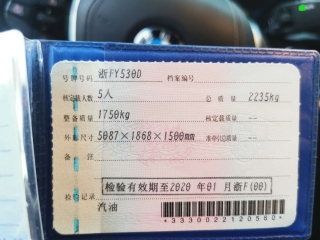 号牌号码 浙FY530D 档案编号
核定载人数 5人 总质量 2235kg
整备质量 1750kg 核定载质量 --
外廓尺寸 5087×1868×1500mm 准牵引总质量 --
备注
检验有效期至2020 年01 月浙F(00)
检验记录
汽油
*3330022120580*